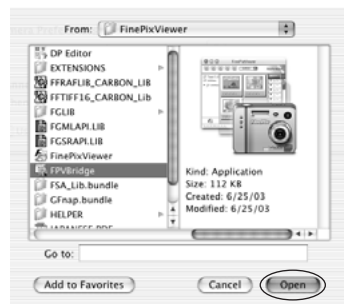 From: FinePixViewer
DP Editor
EXTENSIONS
FFRAFLIB_CARBON_LIB
FFTIFF16_CARBON_Lib
FGLIB
FGMLAPI.LIB
FGSRAPI.LIB
FinePixViewer
FPVBridge
FSA_Lib.bundle
GFnap.bundle
HELPER
Kind: Application
Size: 112 KB
Created: 6/25/03
Modified: 6/25/03
Go to:
Add to Favorites
Cancel
Open